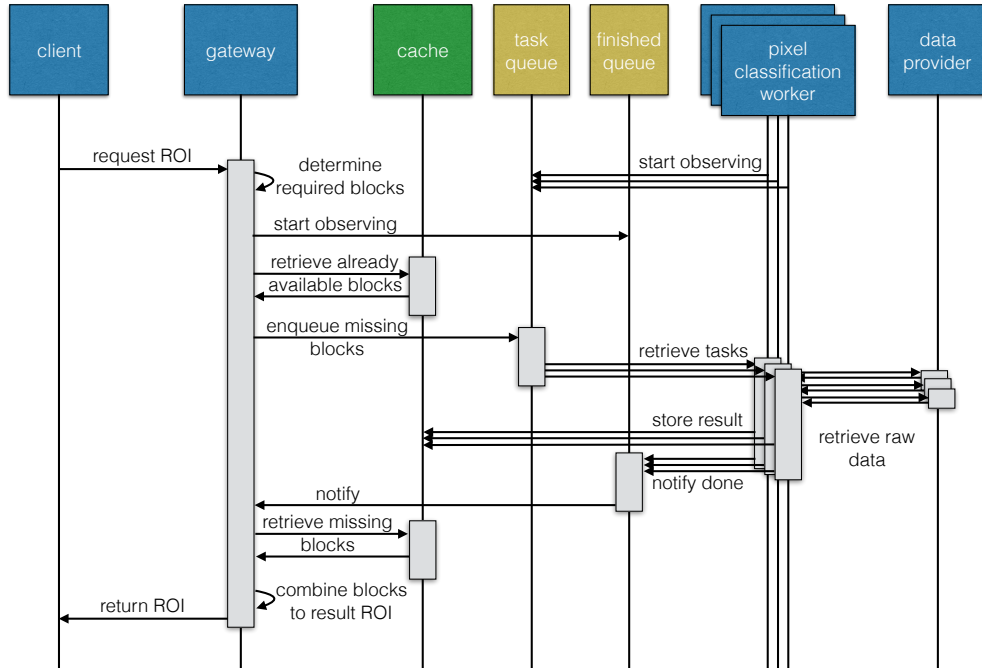 client
gateway
cache
task
queue
finished
queue
pixel
classification
worker
data
provider
request ROI
determine
required blocks
start observing
start observing
retrieve already
available blocks
enqueue missing
blocks
retrieve tasks
store result
retrieve raw
data
notify done
notify
retrieve missing
blocks
combine blocks
to result ROI
return ROI